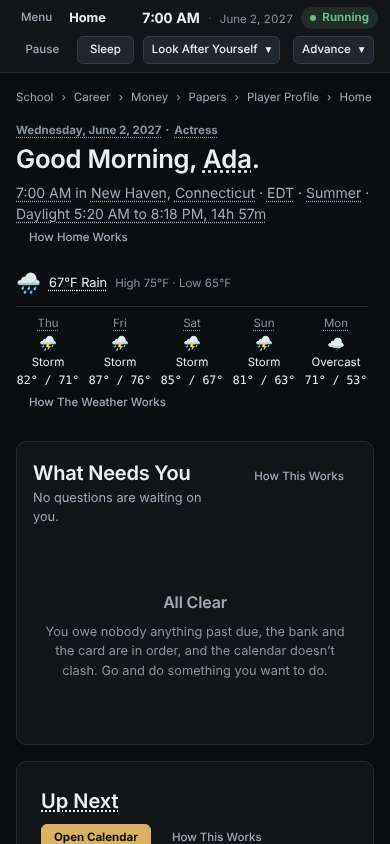 Menu Home 7:00 AM · June 2, 2027 Running
Pause Sleep Look After Yourself ▾ Advance ▾
School › Career › Money › Papers › Player Profile › Home
Wednesday, June 2, 2027 · Actress
Good Morning, Ada.
7:00 AM in New Haven, Connecticut · EDT · Summer ·
Daylight 5:20 AM to 8:18 PM, 14h 57m
How Home Works
67°F Rain High 75°F · Low 65°F
Thu Fri Sat Sun Mon
Storm Storm Storm Storm Overcast
82° / 71° 87° / 76° 85° / 67° 81° / 63° 71° / 53°
How The Weather Works
What Needs You How This Works
No questions are waiting on
you.
All Clear
You owe nobody anything past due, the bank and
the card are in order, and the calendar doesn't
clash. Go and do something you want to do.
Up Next
Open Calendar How This Works